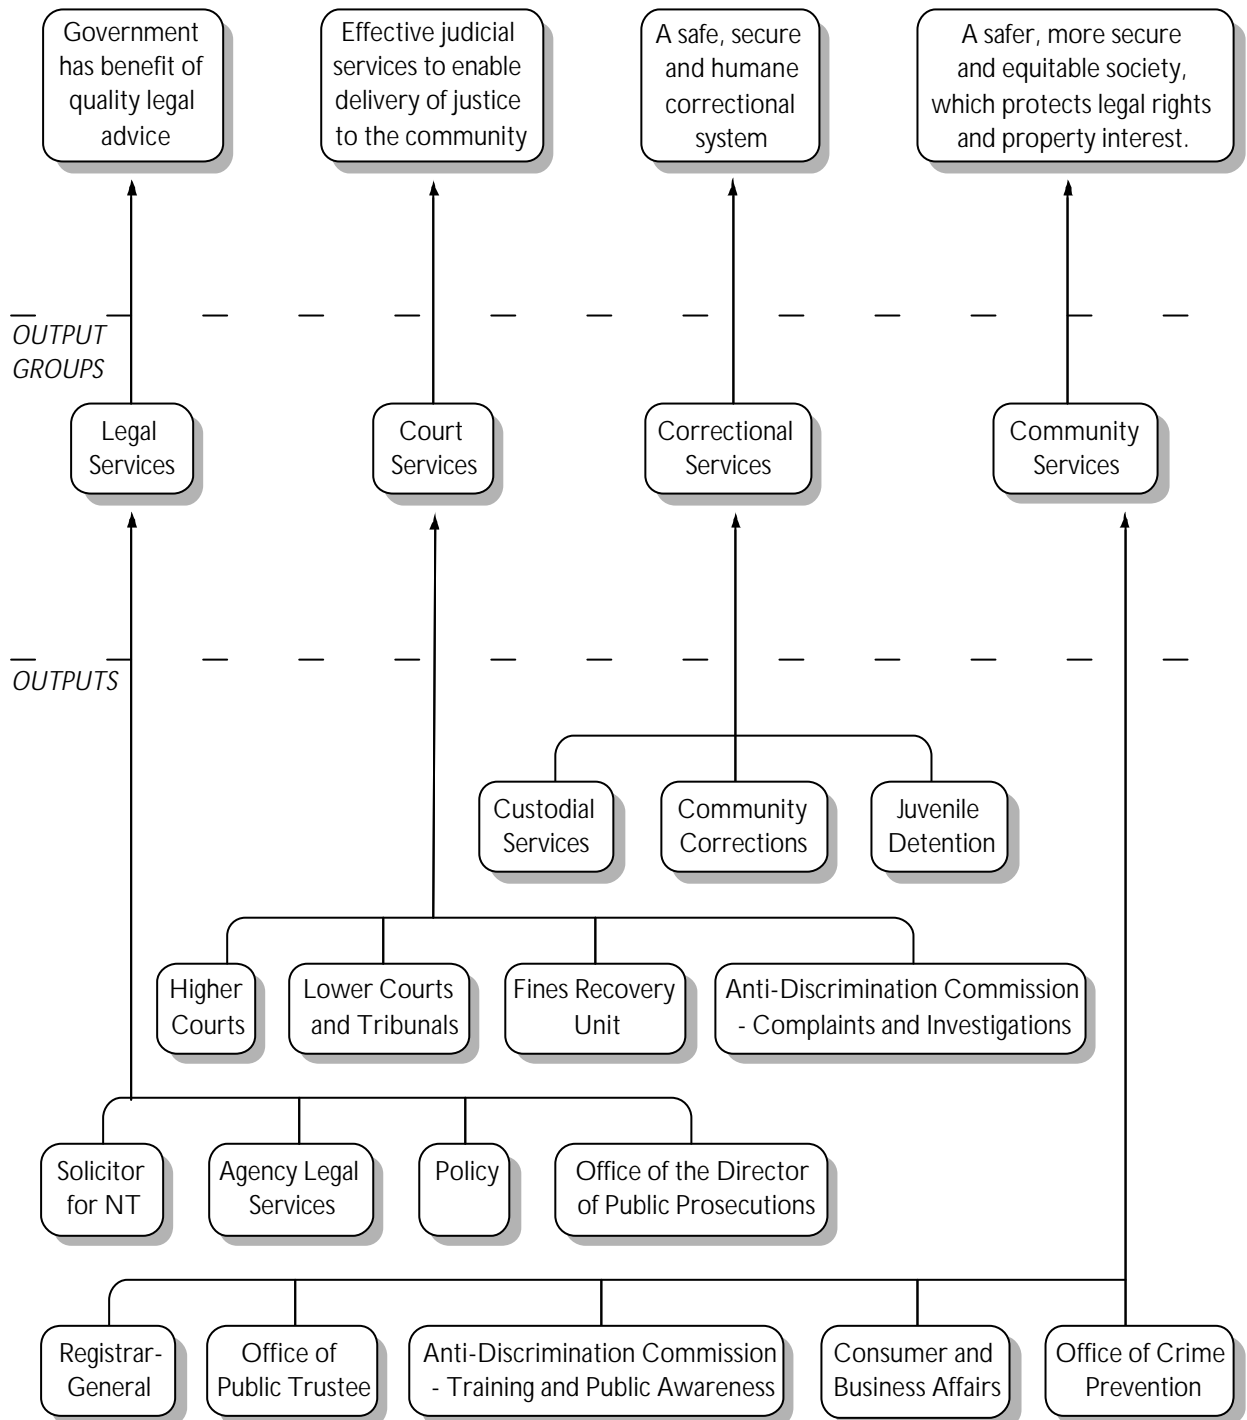 Government
has benefit of
quality legal
advice
Effective judicial
services to enable
delivery of justice
to the community
A safe, secure
and humane
correctional
system
A safer, more secure
and equitable society,
which protects legal rights
and property interest.
OUTPUT
GROUPS
Legal
Services
Court
Services
Correctional
Services
Community
Services
OUTPUTS
Custodial
Services
Community
Corrections
Juvenile
Detention
Higher
Courts
Lower Courts
and Tribunals
Fines Recovery
Unit
Anti-Discrimination Commission
- Complaints and Investigations
Solicitor
for NT
Agency Legal
Services
Policy
Office of the Director
of Public Prosecutions
Registrar-
General
Office of
Public Trustee
Anti-Discrimination Commission
- Training and Public Awareness
Consumer and
Business Affairs
Office of Crime
Prevention